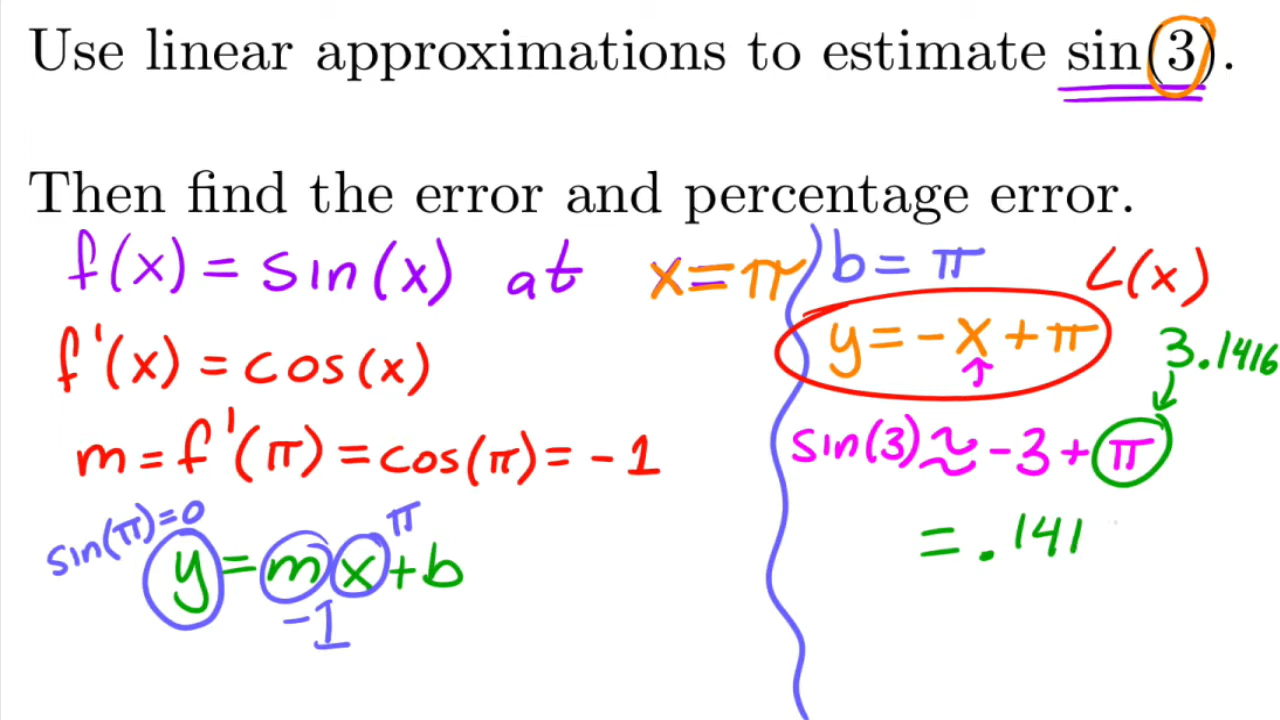 Use linear approximations to estimate sin(3).
Then find the error and percentage error.
f(x) = sin(x) at x = π
f'(x) = cos(x)
m = f'(π) = cos(π) = -1
sin(π)=0
π
y = mx + b
-1
b = π
L(x)
y = -x + π
3.1416
sin(3) ≈ -3 + π
= .141